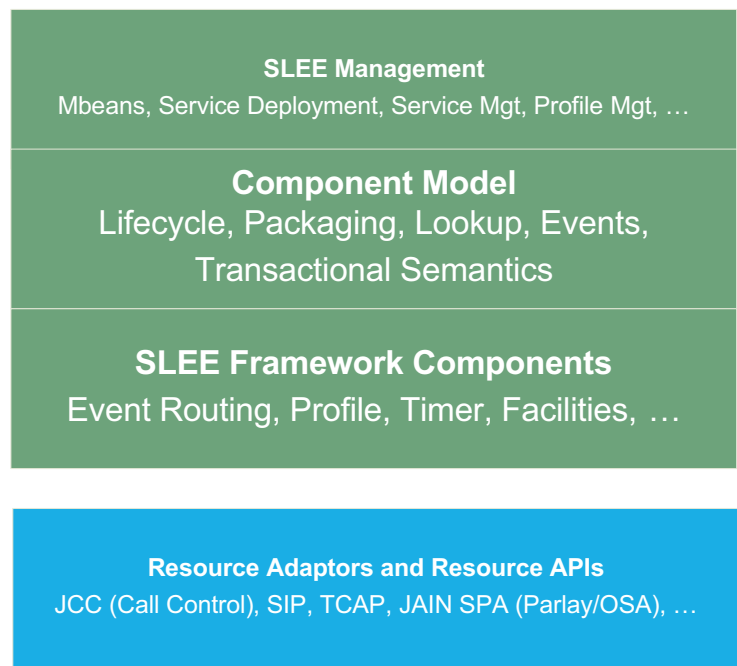 SLEE Management
Mbeans, Service Deployment, Service Mgt, Profile Mgt, …
Component Model
Lifecycle, Packaging, Lookup, Events,
Transactional Semantics
SLEE Framework Components
Event Routing, Profile, Timer, Facilities, …
Resource Adaptors and Resource APIs
JCC (Call Control), SIP, TCAP, JAIN SPA (Parlay/OSA), …